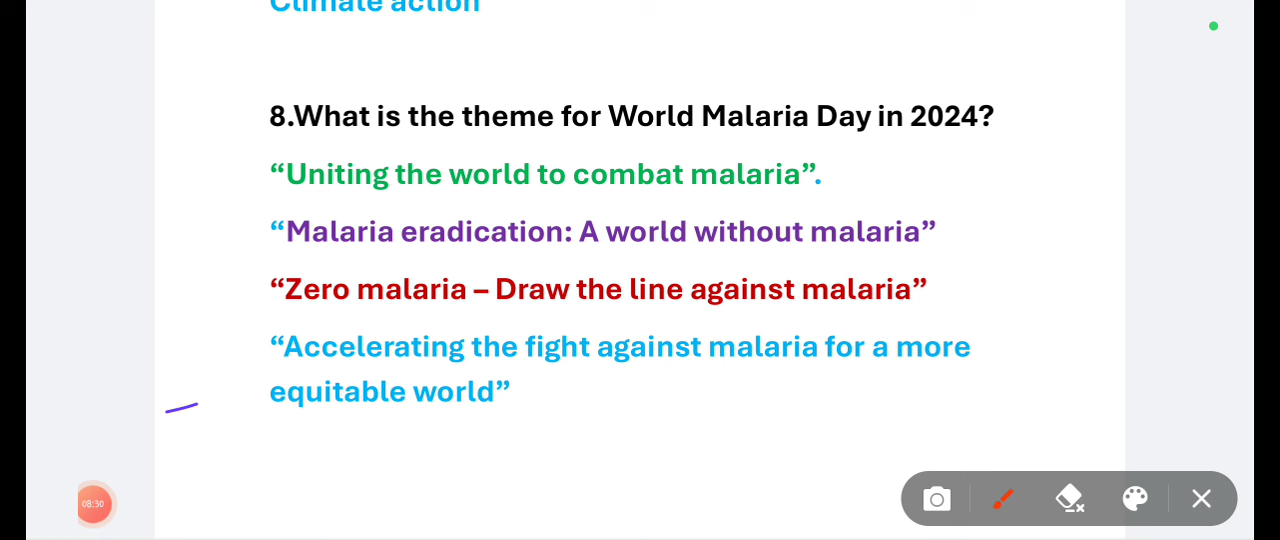 Climate action
8.What is the theme for World Malaria Day in 2024?
“Uniting the world to combat malaria”.
“Malaria eradication: A world without malaria”
“Zero malaria – Draw the line against malaria”
“Accelerating the fight against malaria for a more
equitable world”
08:30